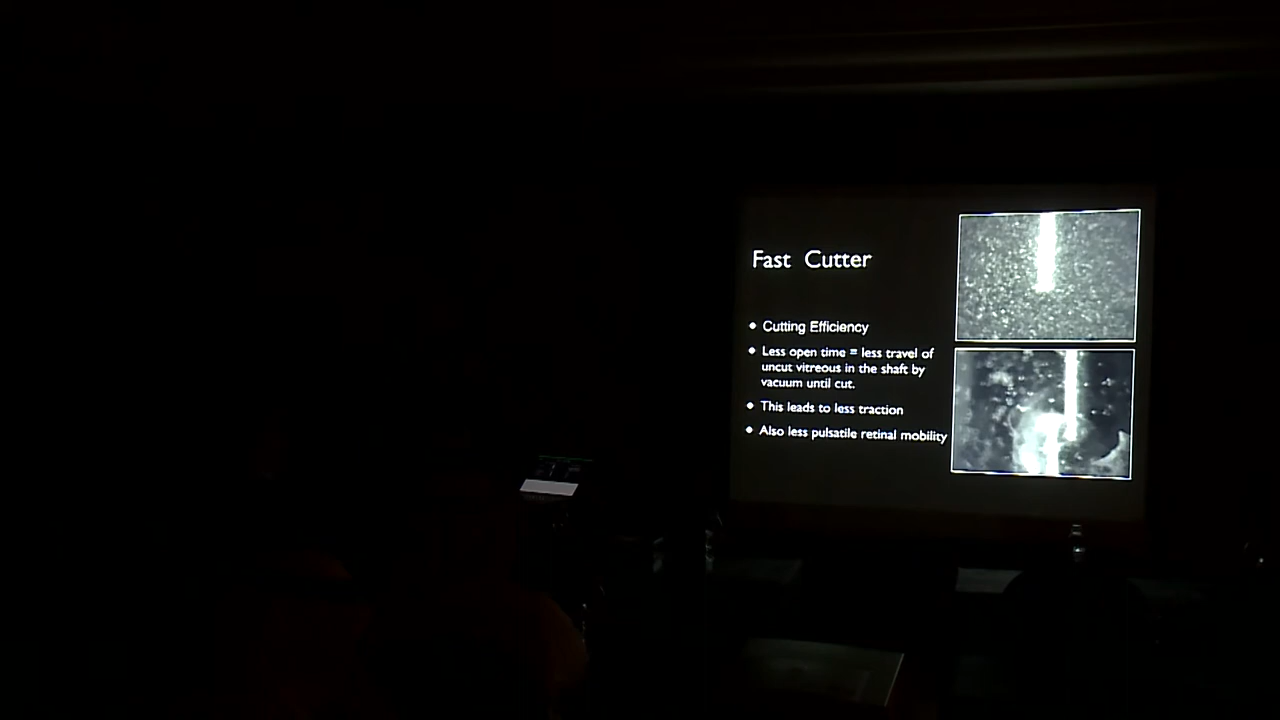 Fast Cutter
• Cutting Efficiency
• Less open time = less travel of
uncut vitreous in the shaft by
vacuum until cut.
• This leads to less traction
• Also less pulsatile retinal mobility